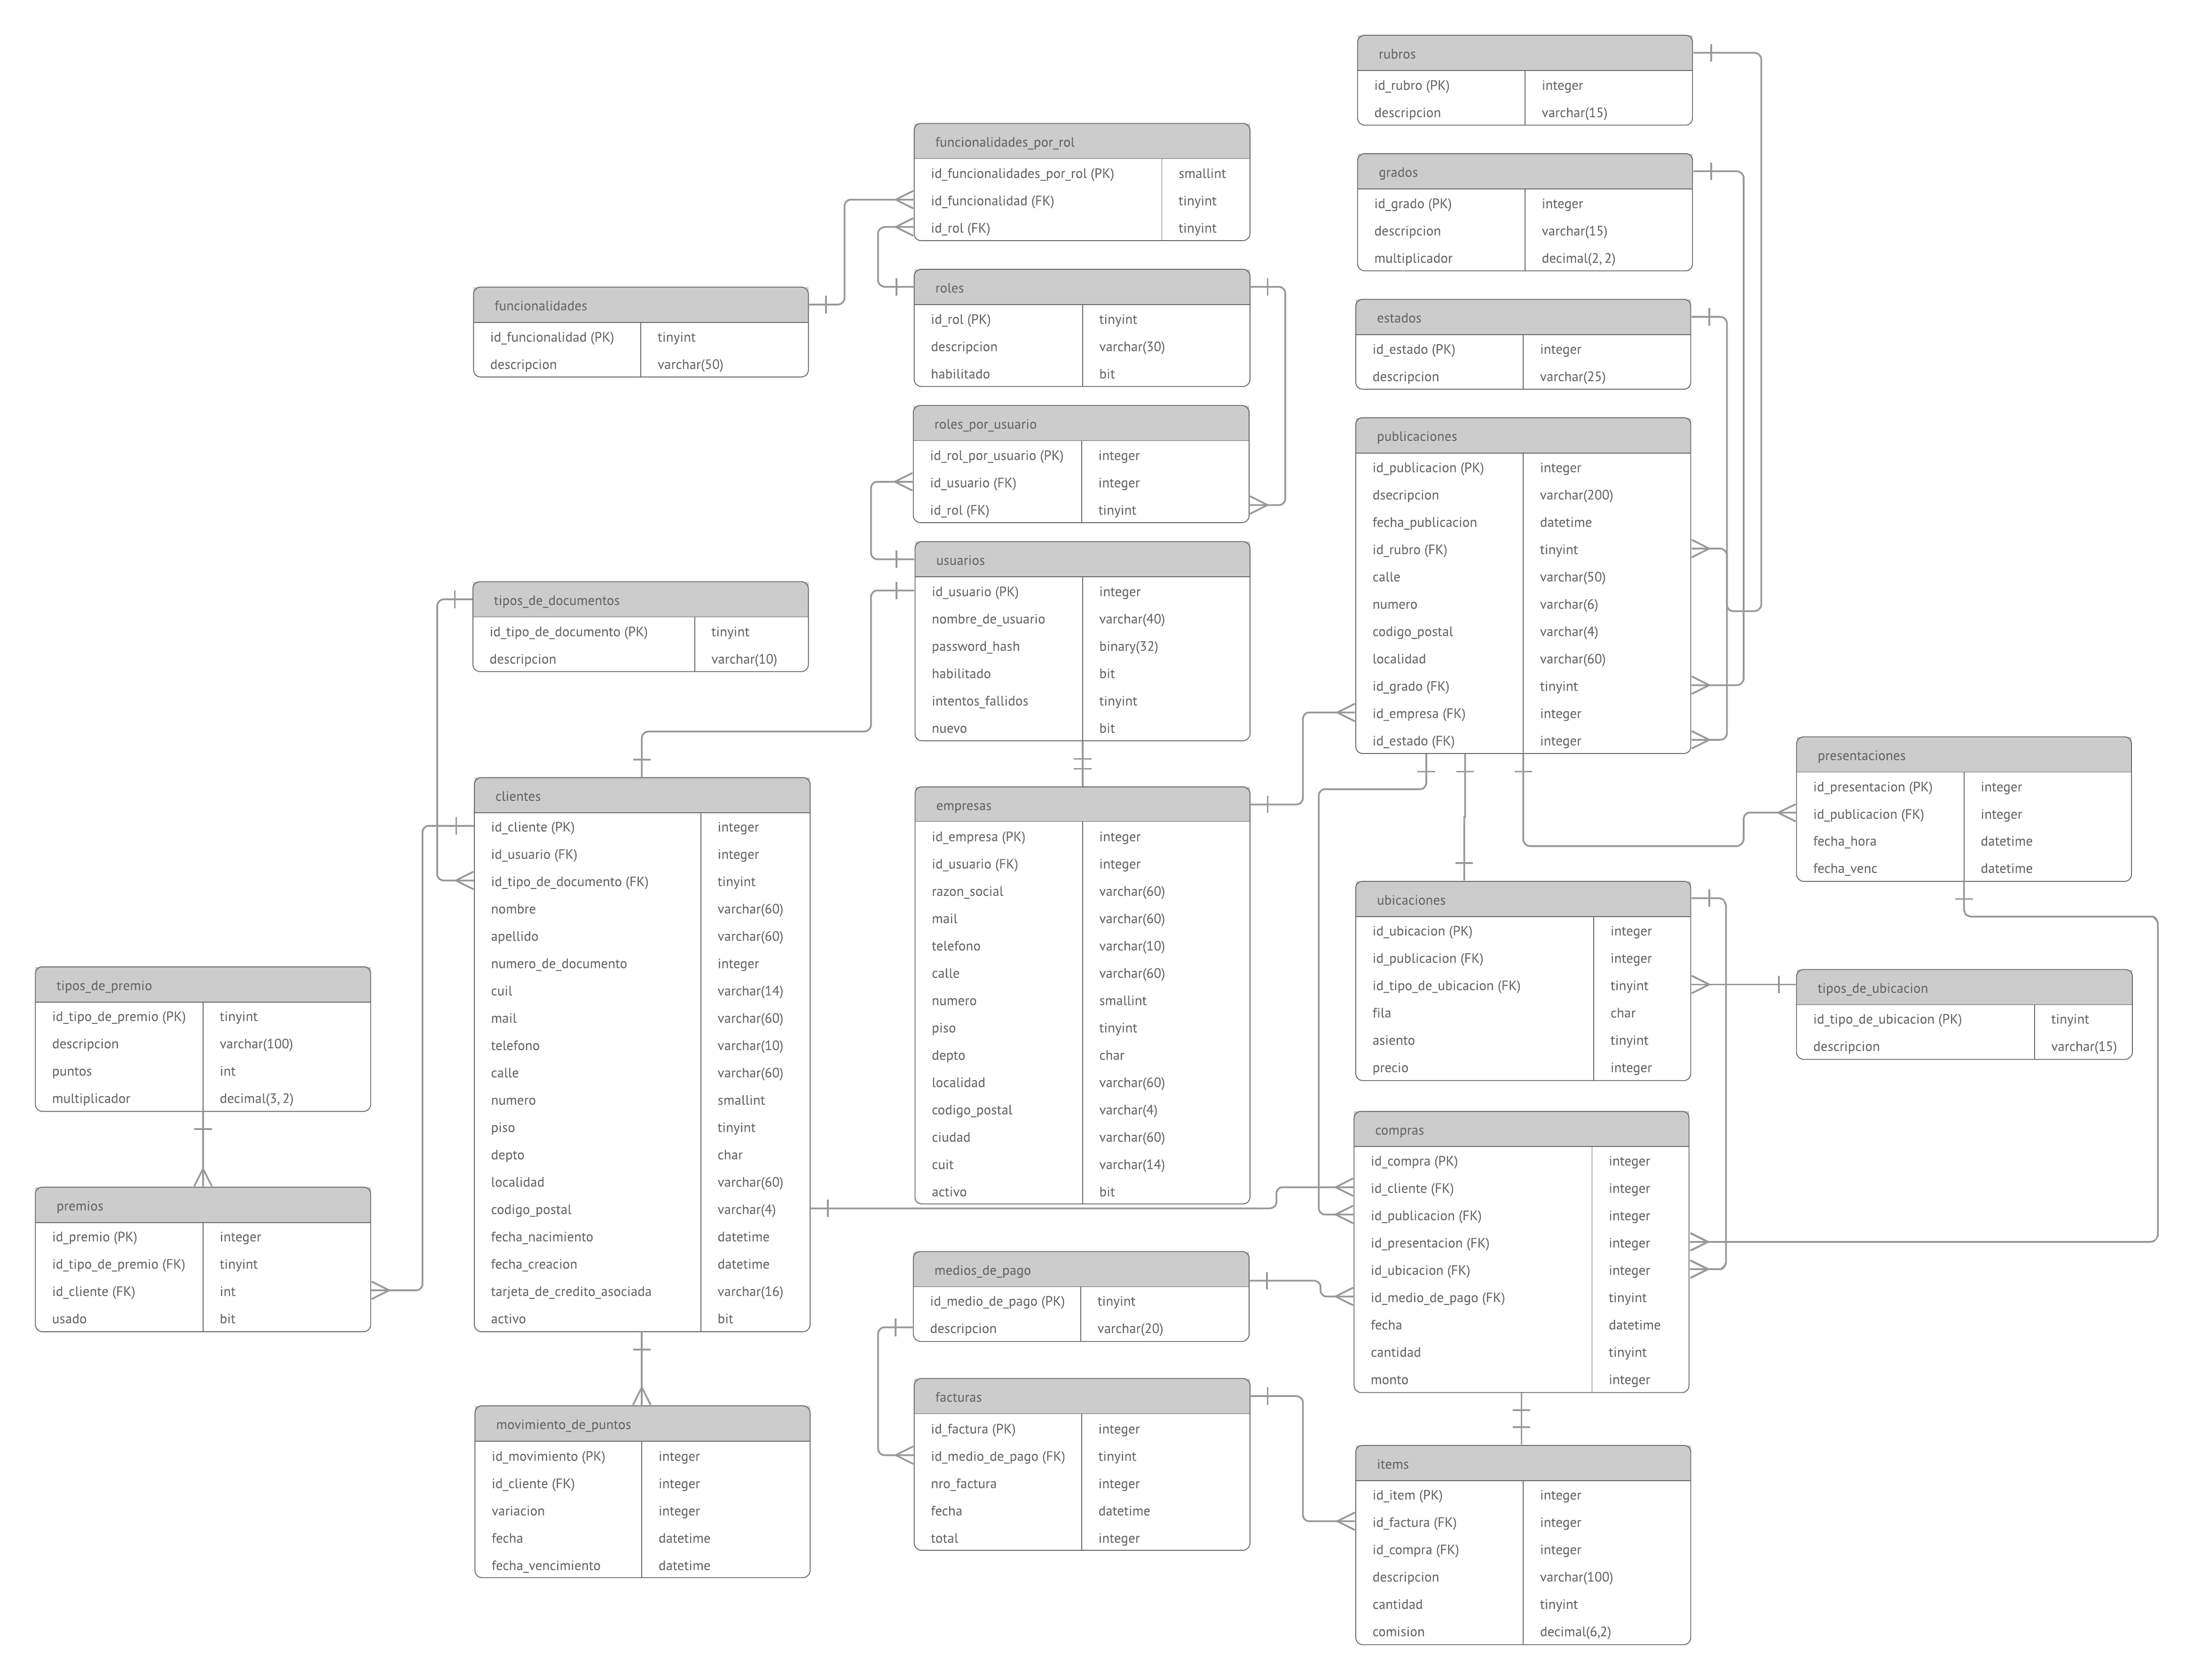 rubros
id_rubro (PK) integer
descripcion varchar(15)
funcionalidades_por_rol
id_funcionalidades_por_rol (PK) smallint
id_funcionalidad (FK) tinyint
id_rol (FK) tinyint
grados
id_grado (PK) integer
descripcion varchar(15)
multiplicador decimal(2, 2)
funcionalidades
id_funcionalidad (PK) tinyint
descripcion varchar(50)
roles
id_rol (PK) tinyint
descripcion varchar(30)
habilitado bit
estados
id_estado (PK) integer
descripcion varchar(25)
roles_por_usuario
id_rol_por_usuario (PK) integer
id_usuario (FK) integer
id_rol (FK) tinyint
publicaciones
id_publicacion (PK) integer
dsecripcion varchar(200)
fecha_publicacion datetime
id_rubro (FK) tinyint
calle varchar(50)
numero varchar(6)
codigo_postal varchar(4)
localidad varchar(60)
id_grado (FK) tinyint
id_empresa (FK) integer
id_estado (FK) integer
tipos_de_documentos
id_tipo_de_documento (PK) tinyint
descripcion varchar(10)
usuarios
id_usuario (PK) integer
nombre_de_usuario varchar(40)
password_hash binary(32)
habilitado bit
intentos_fallidos tinyint
nuevo bit
presentaciones
id_presentacion (PK) integer
id_publicacion (FK) integer
fecha_hora datetime
fecha_venc datetime
clientes
id_cliente (PK) integer
id_usuario (FK) integer
id_tipo_de_documento (FK) tinyint
nombre varchar(60)
apellido varchar(60)
numero_de_documento integer
cuil varchar(14)
mail varchar(60)
telefono varchar(10)
calle varchar(60)
numero smallint
piso tinyint
depto char
localidad varchar(60)
codigo_postal varchar(4)
fecha_nacimiento datetime
fecha_creacion datetime
tarjeta_de_credito_asociada varchar(16)
activo bit
empresas
id_empresa (PK) integer
id_usuario (FK) integer
razon_social varchar(60)
mail varchar(60)
telefono varchar(10)
calle varchar(60)
numero smallint
piso tinyint
depto char
localidad varchar(60)
codigo_postal varchar(4)
ciudad varchar(60)
cuit varchar(14)
activo bit
ubicaciones
id_ubicacion (PK) integer
id_publicacion (FK) integer
id_tipo_de_ubicacion (FK) tinyint
fila char
asiento tinyint
precio integer
tipos_de_ubicacion
id_tipo_de_ubicacion (PK) tinyint
descripcion varchar(15)
tipos_de_premio
id_tipo_de_premio (PK) tinyint
descripcion varchar(100)
puntos int
multiplicador decimal(3, 2)
premios
id_premio (PK) integer
id_tipo_de_premio (FK) tinyint
id_cliente (FK) int
usado bit
compras
id_compra (PK) integer
id_cliente (FK) integer
id_publicacion (FK) integer
id_presentacion (FK) integer
id_ubicacion (FK) integer
id_medio_de_pago (FK) tinyint
fecha datetime
cantidad tinyint
monto integer
medios_de_pago
id_medio_de_pago (PK) tinyint
descripcion varchar(20)
facturas
id_factura (PK) integer
id_medio_de_pago (FK) tinyint
nro_factura integer
fecha datetime
total integer
movimiento_de_puntos
id_movimiento (PK) integer
id_cliente (FK) integer
variacion integer
fecha datetime
fecha_vencimiento datetime
items
id_item (PK) integer
id_factura (FK) integer
id_compra (FK) integer
descripcion varchar(100)
cantidad tinyint
comision decimal(6,2)